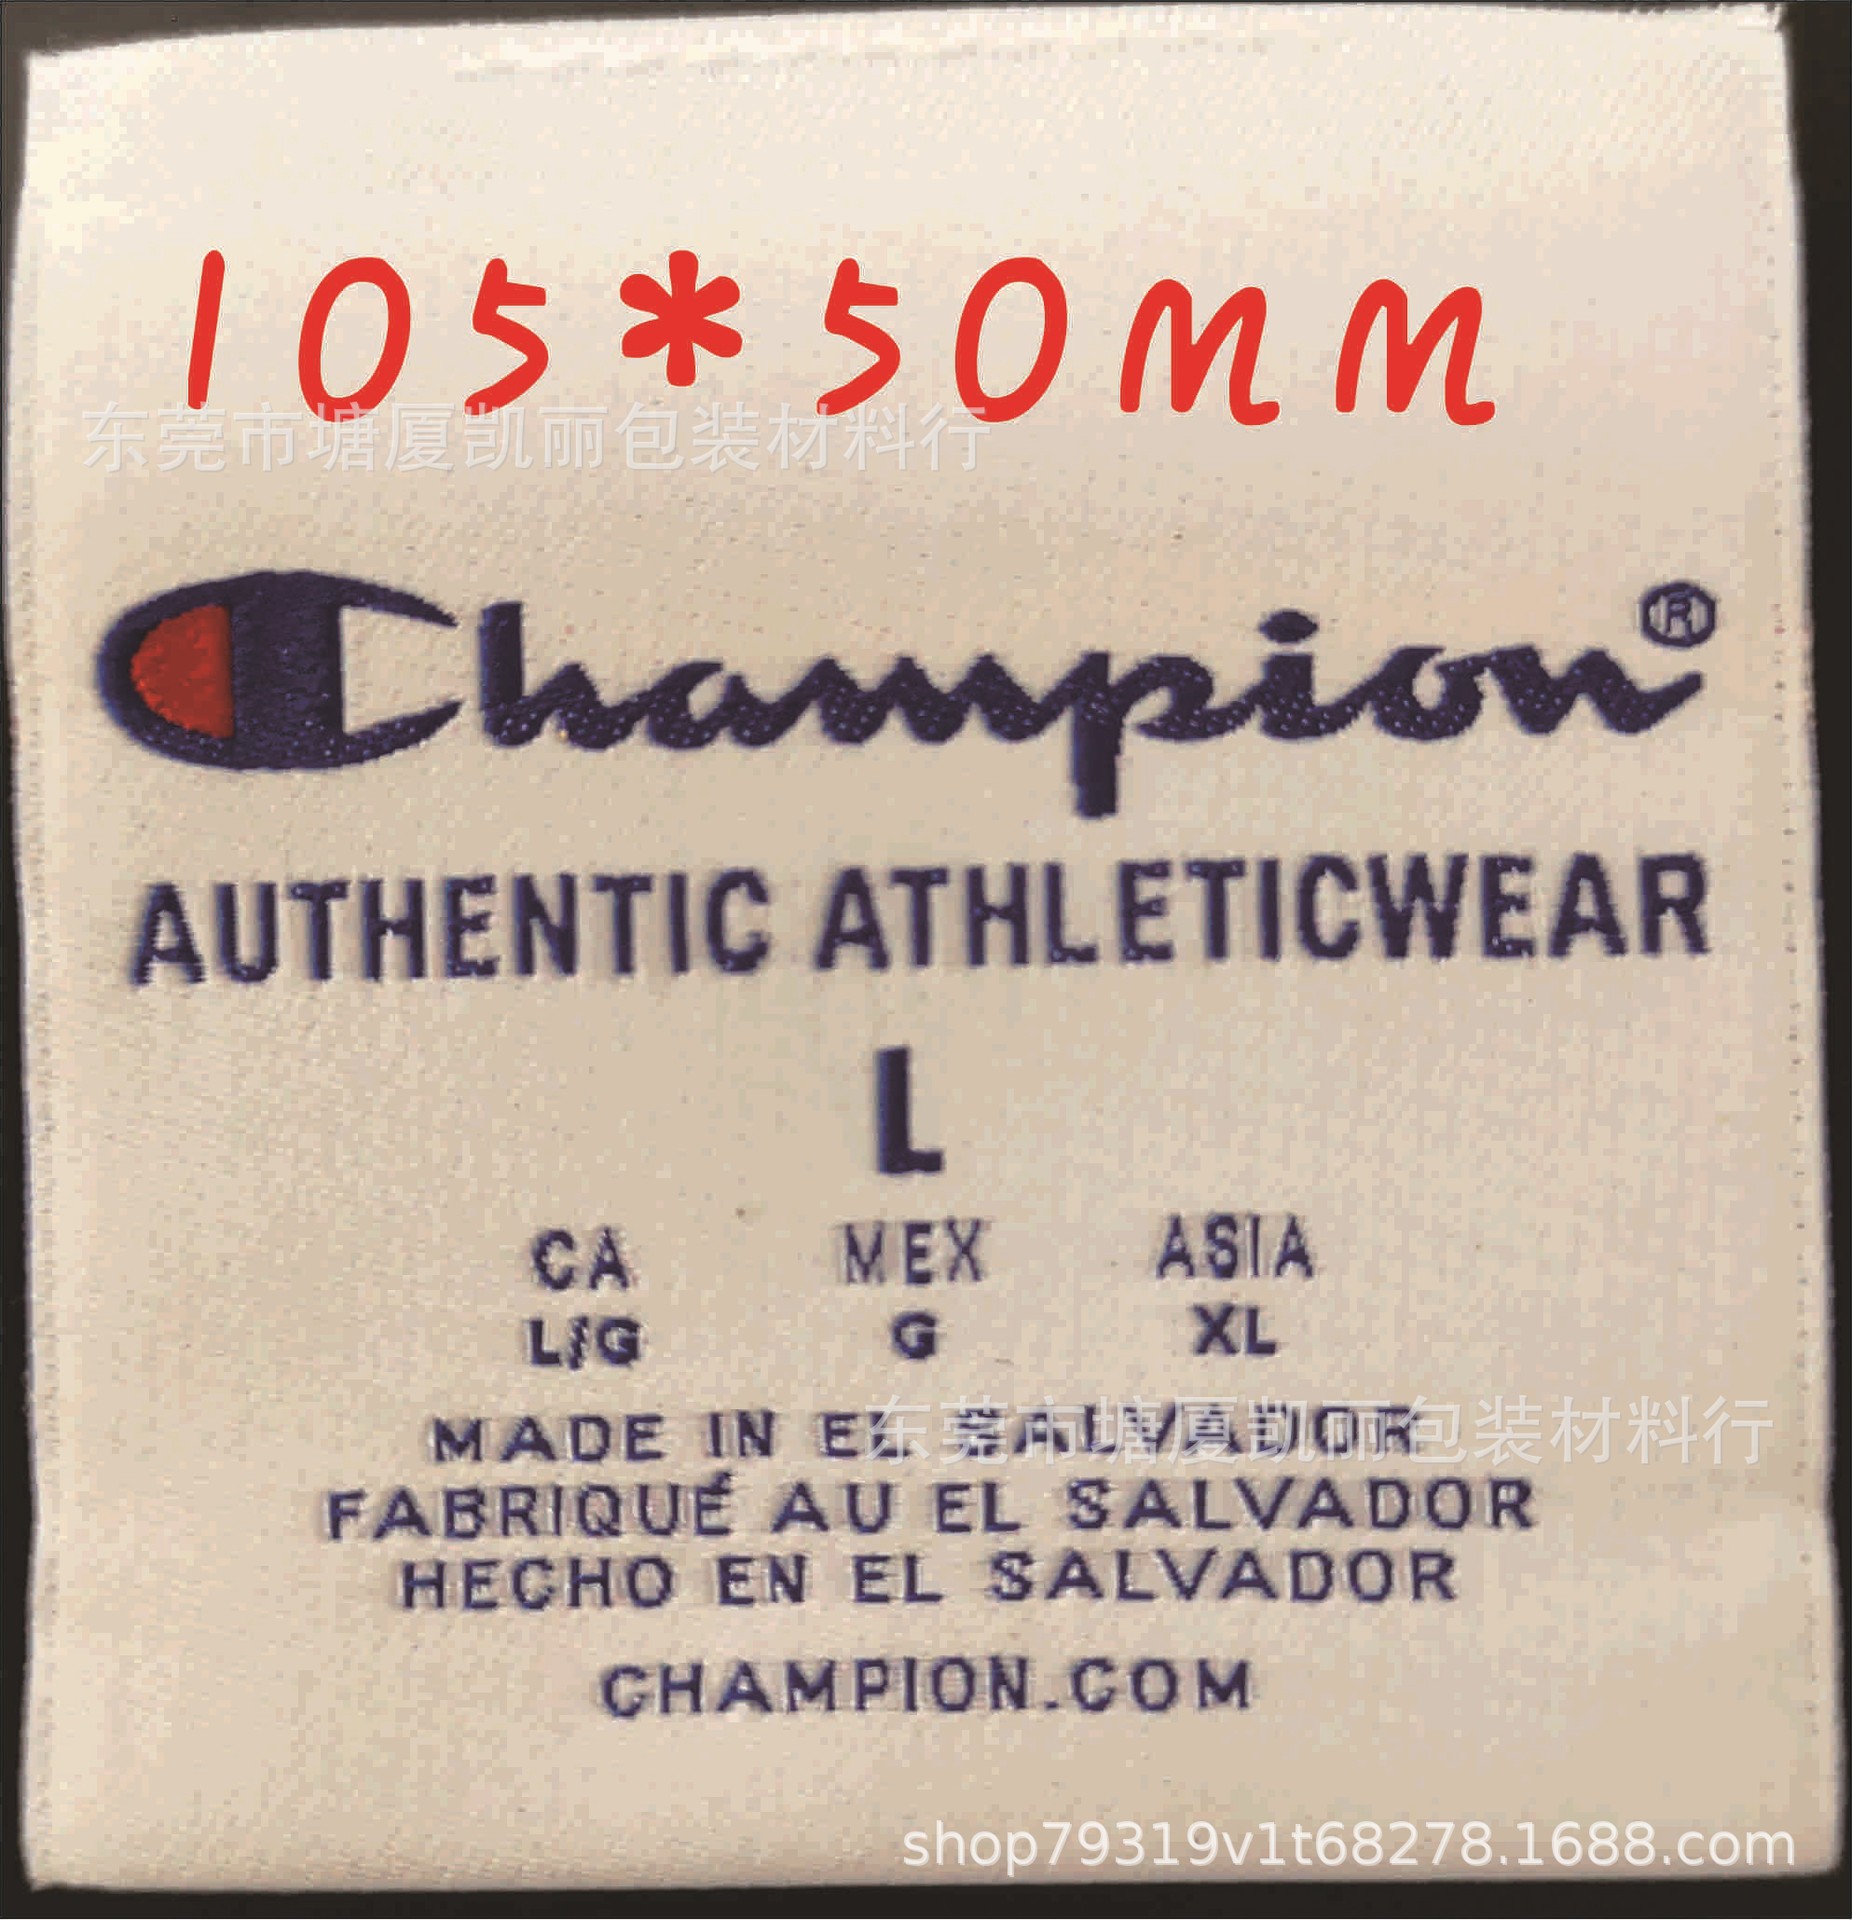 105*50MM
东莞市塘厦凯丽包装材料行
Champion®
AUTHENTIC ATHLETICWEAR
L
CA MEX ASIA
L/G G XL
MADE IN EL SALVADOR
东莞市塘厦凯丽包装材料行
FABRIQUÉ AU EL SALVADOR
HECHO EN EL SALVADOR
CHAMPION.COM
shop79319v1t68278.1688.com